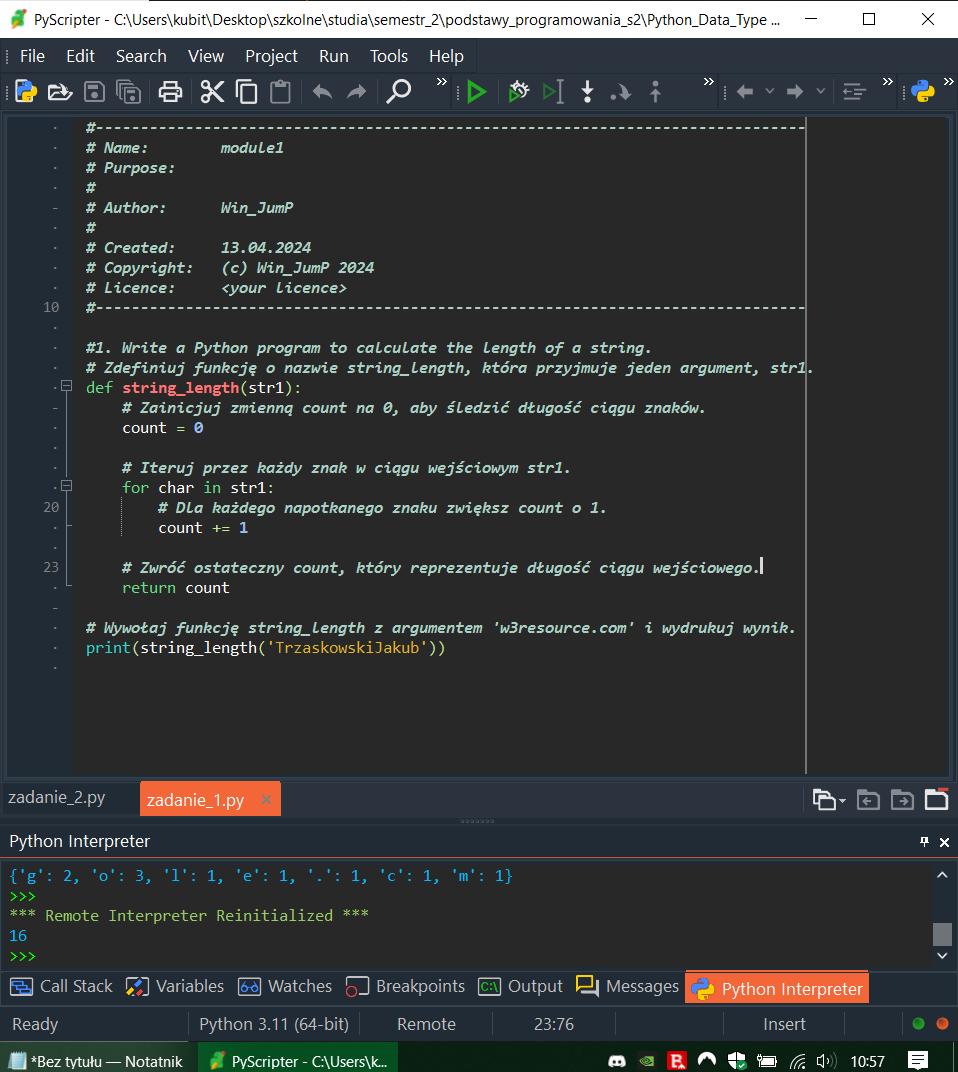 PyScripter - C:\Users\kubit\Desktop\szkolne\studia\semestr_2\podstawy_programowania_s2\Python_Data_Type ...
File Edit Search View Project Run Tools Help
#-------------------------------------------------------------------------------
# Name:        module1
# Purpose:
#
# Author:      Win_JumP
#
# Created:     13.04.2024
# Copyright:   (c) Win_JumP 2024
# Licence:     <your licence>
10 #-------------------------------------------------------------------------------
#1. Write a Python program to calculate the length of a string.
# Zdefiniuj funkcję o nazwie string_length, która przyjmuje jeden argument, str1.
def string_length(str1):
    # Zainicjuj zmienną count na 0, aby śledzić długość ciągu znaków.
    count = 0
    # Iteruj przez każdy znak w ciągu wejściowym str1.
    for char in str1:
20         # Dla każdego napotkanego znaku zwiększ count o 1.
        count += 1
23     # Zwróć ostateczny count, który reprezentuje długość ciągu wejściowego.
    return count
# Wywołaj funkcję string_length z argumentem 'w3resource.com' i wydrukuj wynik.
print(string_length('TrzaskowskiJakub'))
zadanie_2.py zadanie_1.py
Python Interpreter
{'g': 2, 'o': 3, 'l': 1, 'e': 1, '.': 1, 'c': 1, 'm': 1}
>>>
*** Remote Interpreter Reinitialized ***
16
>>>
Call Stack Variables Watches Breakpoints Output Messages Python Interpreter
Ready Python 3.11 (64-bit) Remote 23:76 Insert
*Bez tytułu — Notatnik PyScripter - C:\Users\k... 10:57